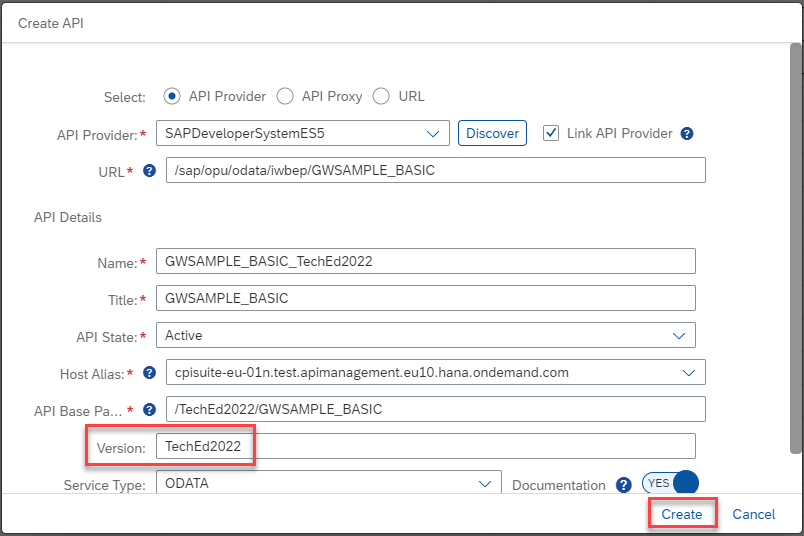 Create API
Select: API Provider API Proxy URL
API Provider:* SAPDeveloperSystemES5 Discover Link API Provider ?
URL* ? /sap/opu/odata/iwbep/GWSAMPLE_BASIC
API Details
Name:* GWSAMPLE_BASIC_TechEd2022
Title:* GWSAMPLE_BASIC
API State:* Active
Host Alias:* ? cpisuite-eu-01n.test.apimanagement.eu10.hana.ondemand.com
API Base Pa... * ? /TechEd2022/GWSAMPLE_BASIC
Version: TechEd2022
Service Type: ODATA Documentation ? YES
Create Cancel